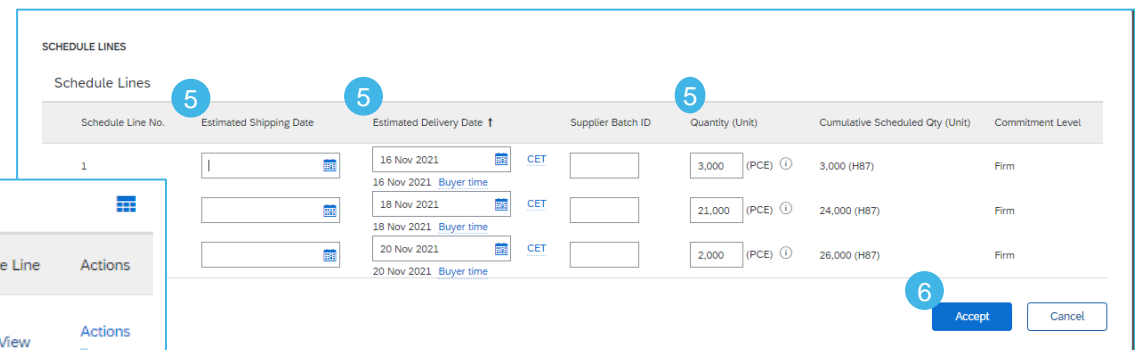 SCHEDULE LINES
Schedule Lines
5 5 5
Schedule Line No. Estimated Shipping Date Estimated Delivery Date ↑ Supplier Batch ID Quantity (Unit) Cumulative Scheduled Qty (Unit) Commitment Level
1 16 Nov 2021 CET 3,000 (PCE) 3,000 (H87) Firm
16 Nov 2021 Buyer time
18 Nov 2021 CET 21,000 (PCE) 24,000 (H87) Firm
18 Nov 2021 Buyer time
20 Nov 2021 CET 2,000 (PCE) 26,000 (H87) Firm
20 Nov 2021 Buyer time
6
Accept Cancel
e Line Actions
View Actions